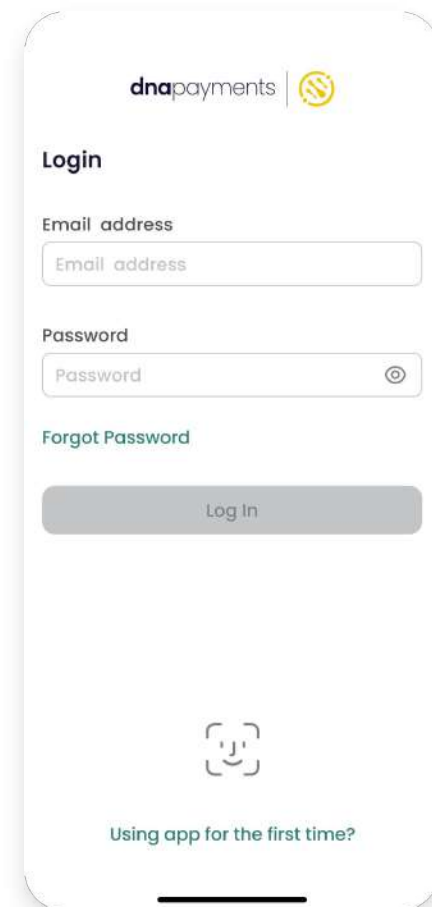 dnapayments
Login
Email address
Email address
Password
Password
Forgot Password
Log In
Using app for the first time?